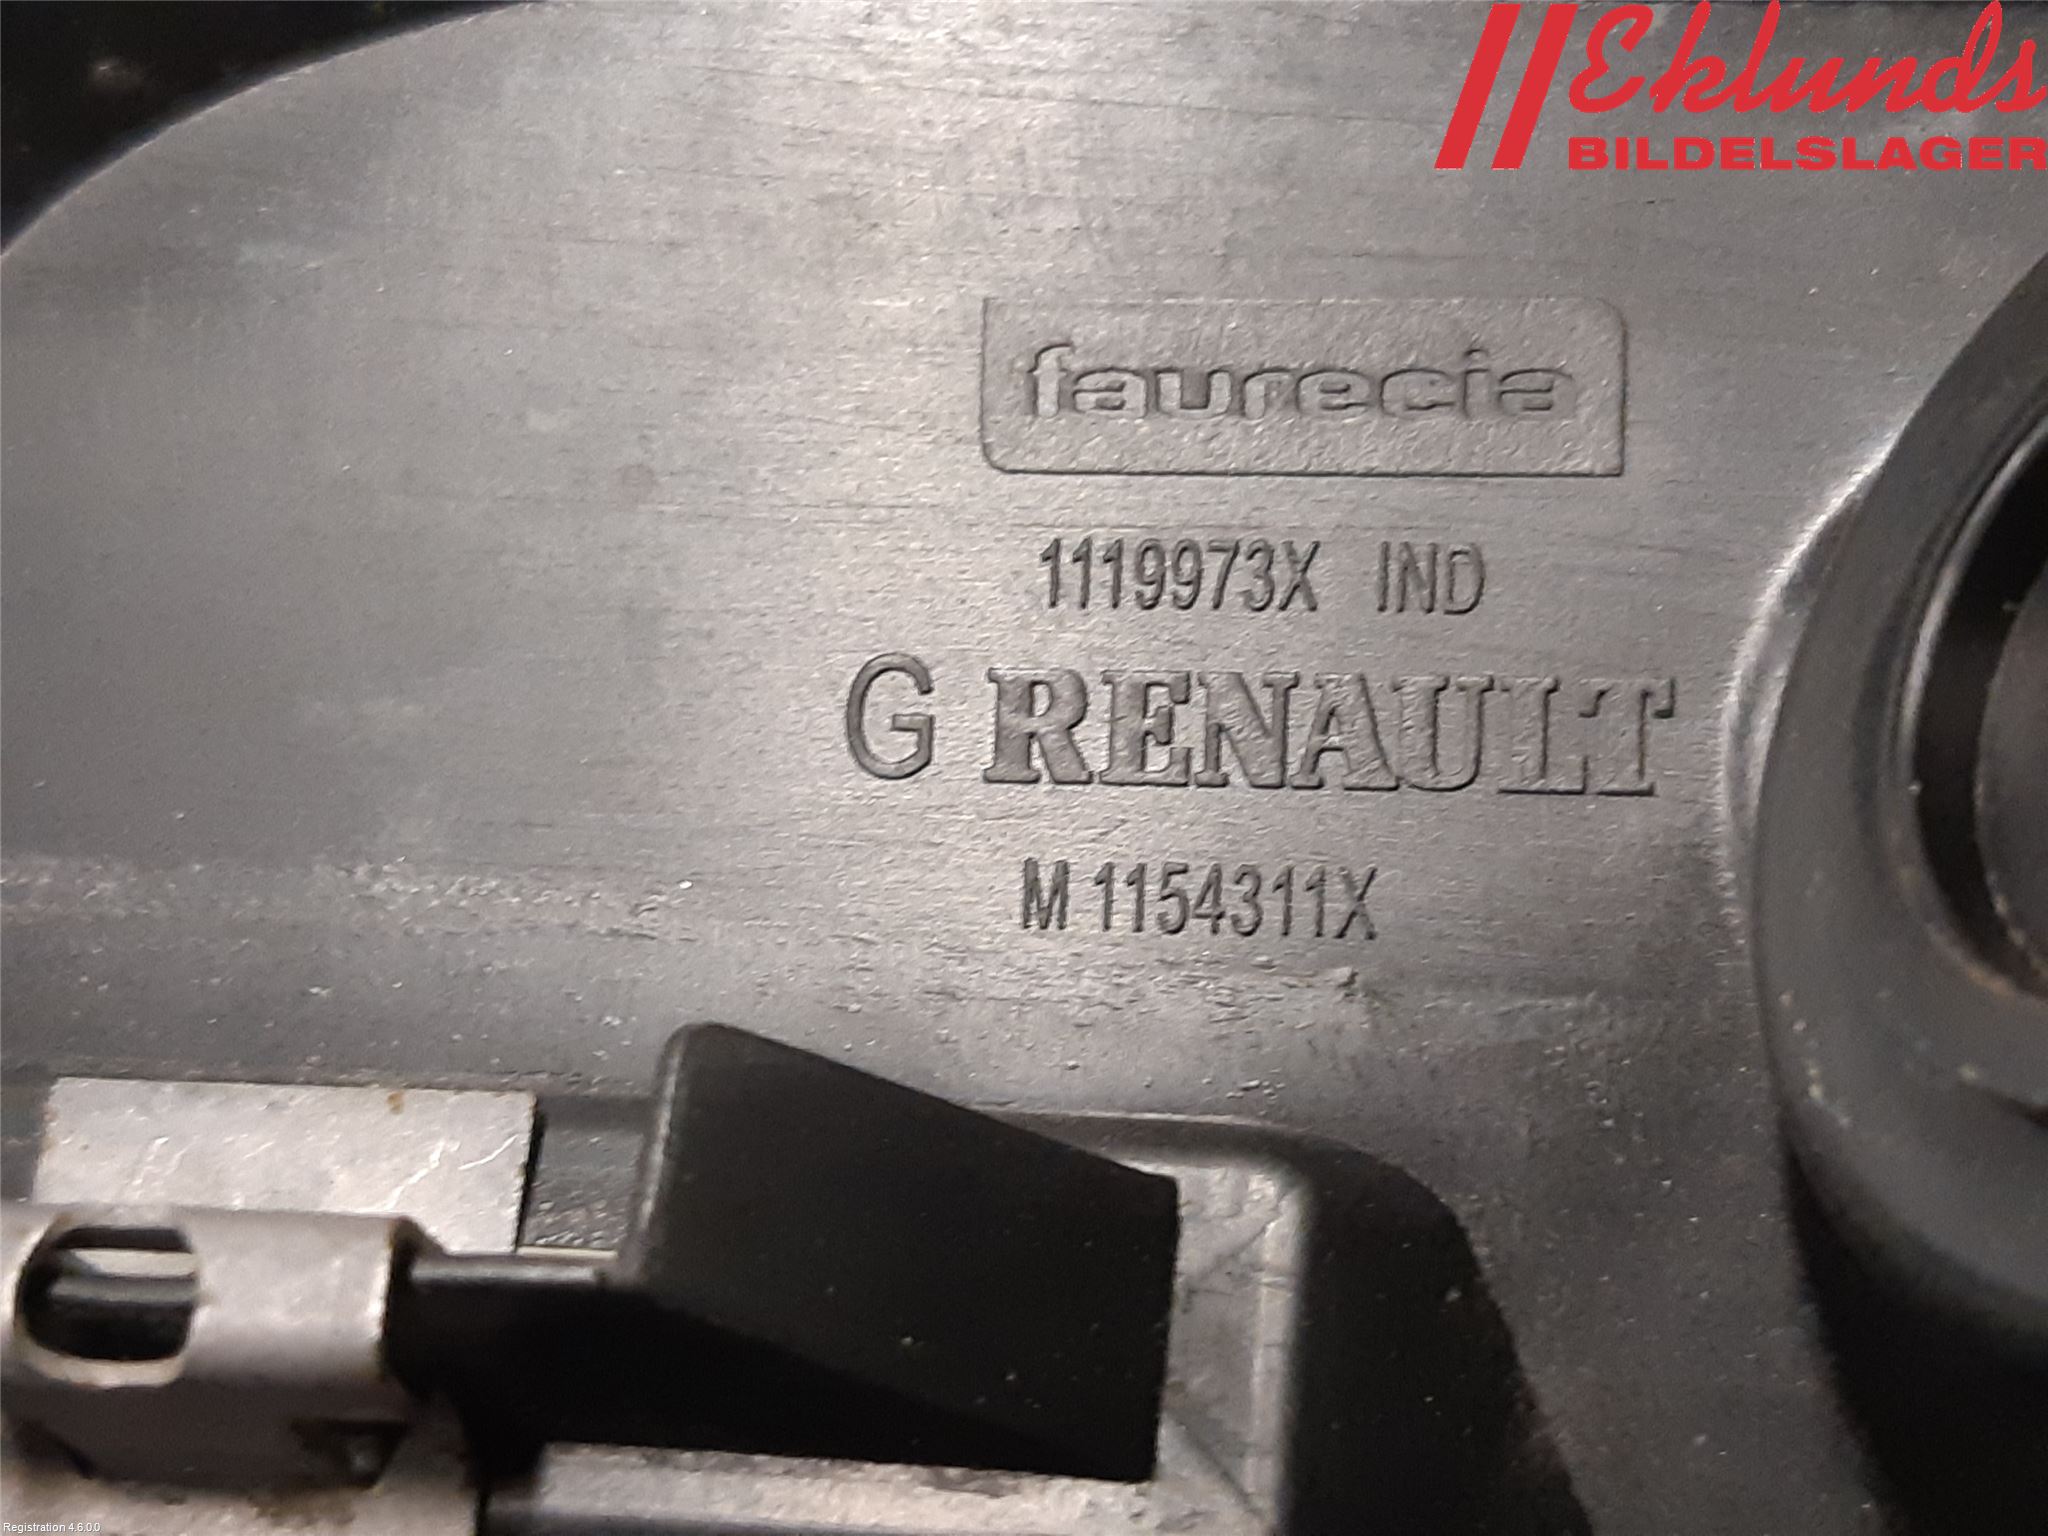 Eklunds
BILDELSLAGER
faurecia
1119973X IND
G RENAULT
M 1154311X
Registration 4.6.0.0